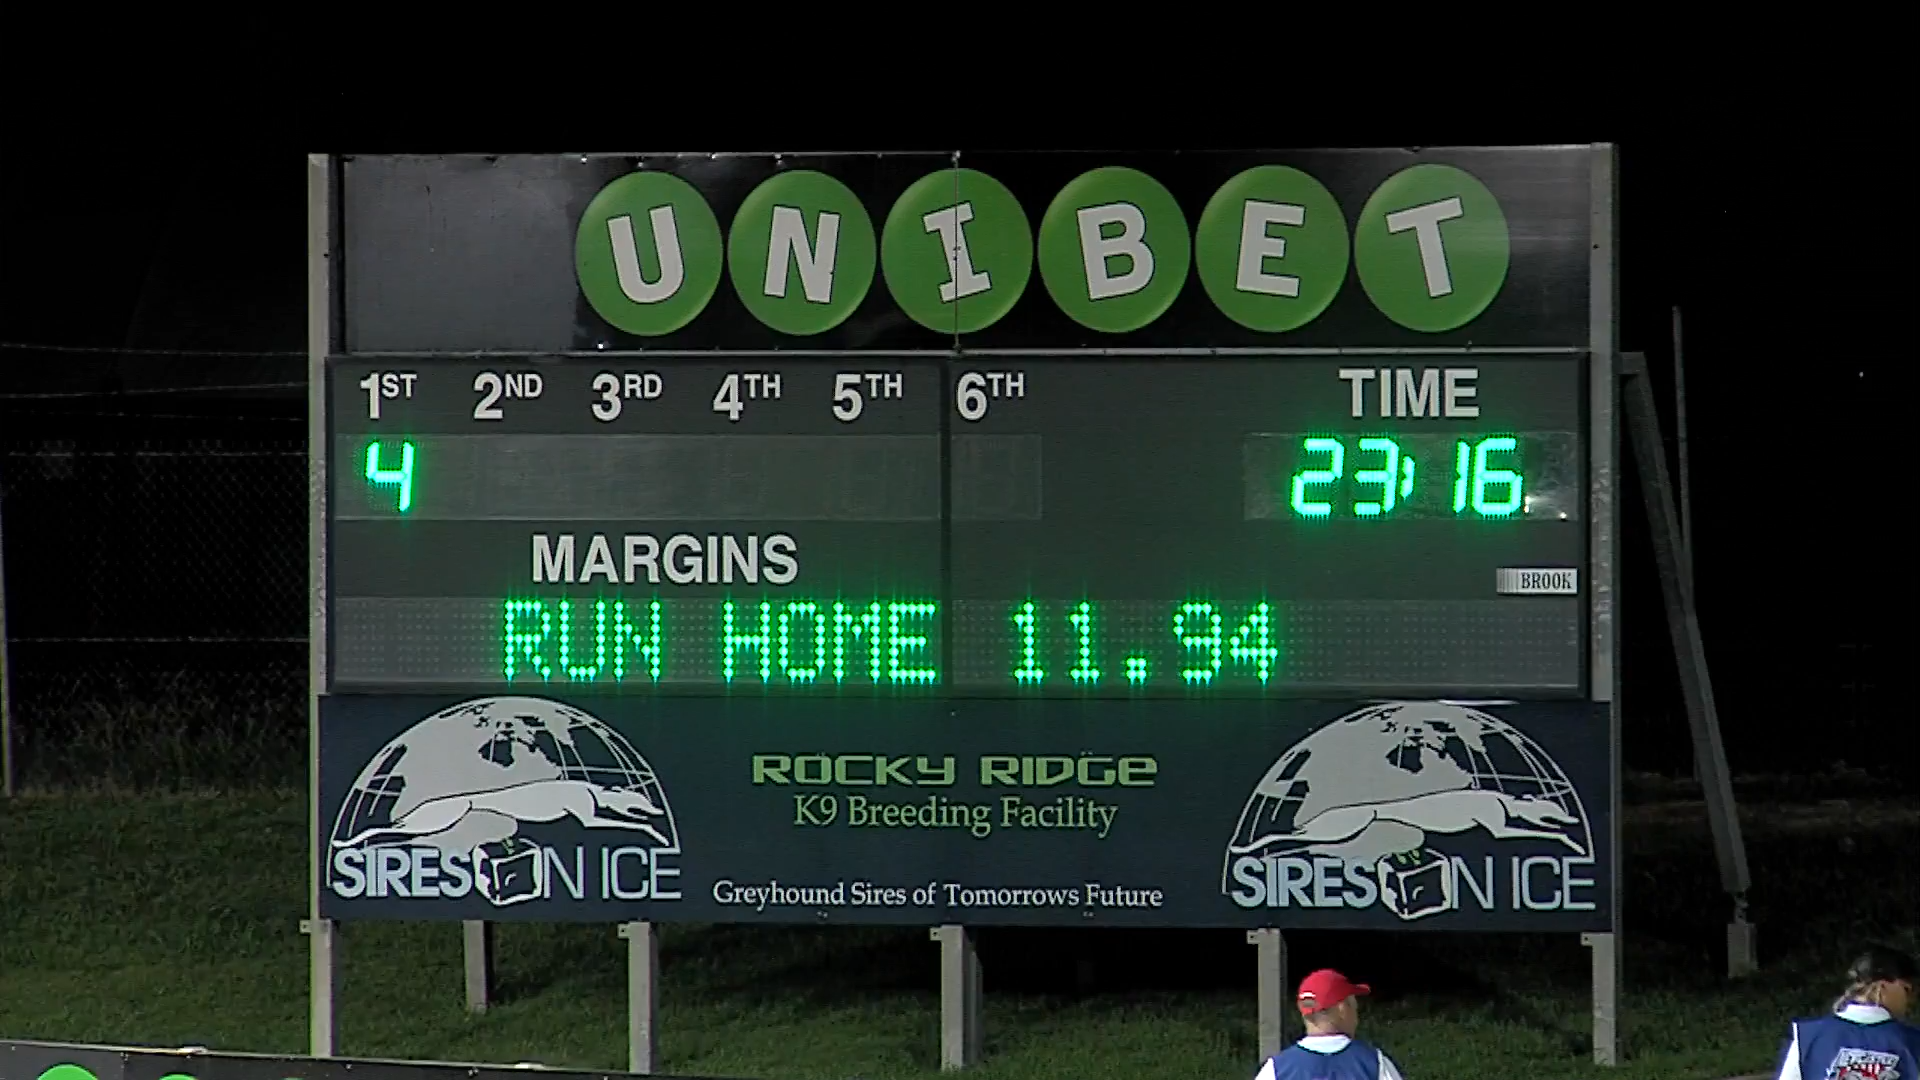 UNIBET
1ST 2ND 3RD 4TH 5TH 6TH TIME
4 23:16
MARGINS
BROOK
RUN HOME 11.94
ROCKY RIDGE
K9 Breeding Facility
SIRES ON ICE
SIRES ON ICE
Greyhound Sires of Tomorrows Future